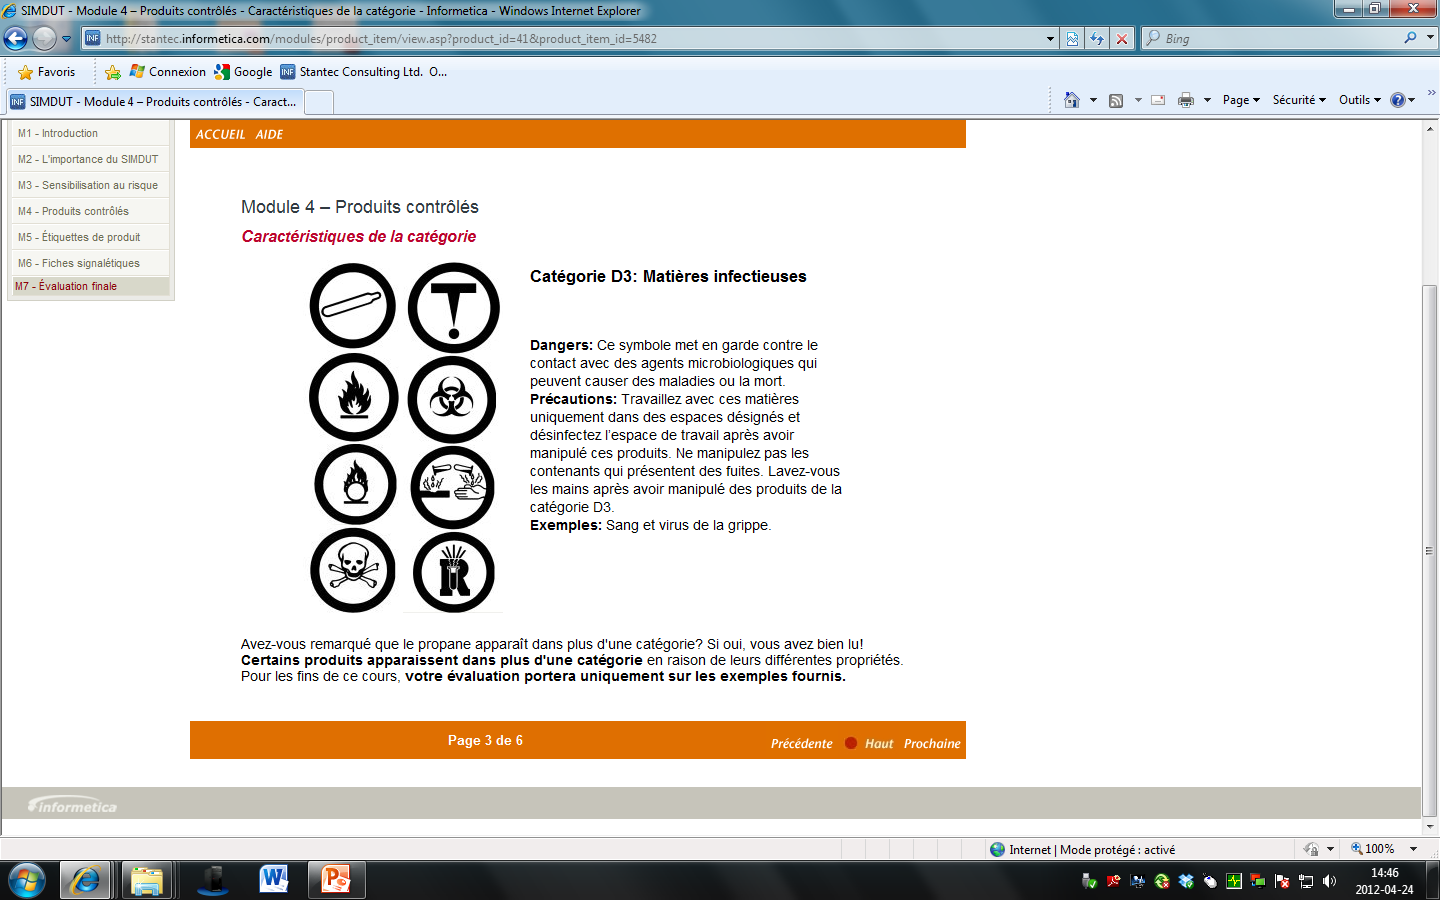 SIMDUT - Module 4 – Produits contrôlés - Caractéristiques de la catégorie - Informetica - Windows Internet Explorer
http://stantec.informetica.com/modules/product_item/view.asp?product_id=41&product_item_id=5482
Bing
Favoris
Connexion
Google
Stantec Consulting Ltd. O...
SIMDUT - Module 4 – Produits contrôlés - Caract...
Page
Sécurité
Outils
M1 - Introduction
M2 - L'importance du SIMDUT
M3 - Sensibilisation au risque
M4 - Produits contrôlés
M5 - Étiquettes de produit
M6 - Fiches signalétiques
M7 - Évaluation finale
ACCUEIL AIDE
Module 4 – Produits contrôlés
Caractéristiques de la catégorie
Catégorie D3: Matières infectieuses
Dangers: Ce symbole met en garde contre le
contact avec des agents microbiologiques qui
peuvent causer des maladies ou la mort.
Précautions: Travaillez avec ces matières
uniquement dans des espaces désignés et
désinfectez l'espace de travail après avoir
manipulé ces produits. Ne manipulez pas les
contenants qui présentent des fuites. Lavez-vous
les mains après avoir manipulé des produits de la
catégorie D3.
Exemples: Sang et virus de la grippe.
R
Avez-vous remarqué que le propane apparaît dans plus d'une catégorie? Si oui, vous avez bien lu!
Certains produits apparaissent dans plus d'une catégorie en raison de leurs différentes propriétés.
Pour les fins de ce cours, votre évaluation portera uniquement sur les exemples fournis.
Page 3 de 6
Précédente
Haut
Prochaine
informetica
Internet | Mode protégé : activé
100%
14:46
2012-04-24